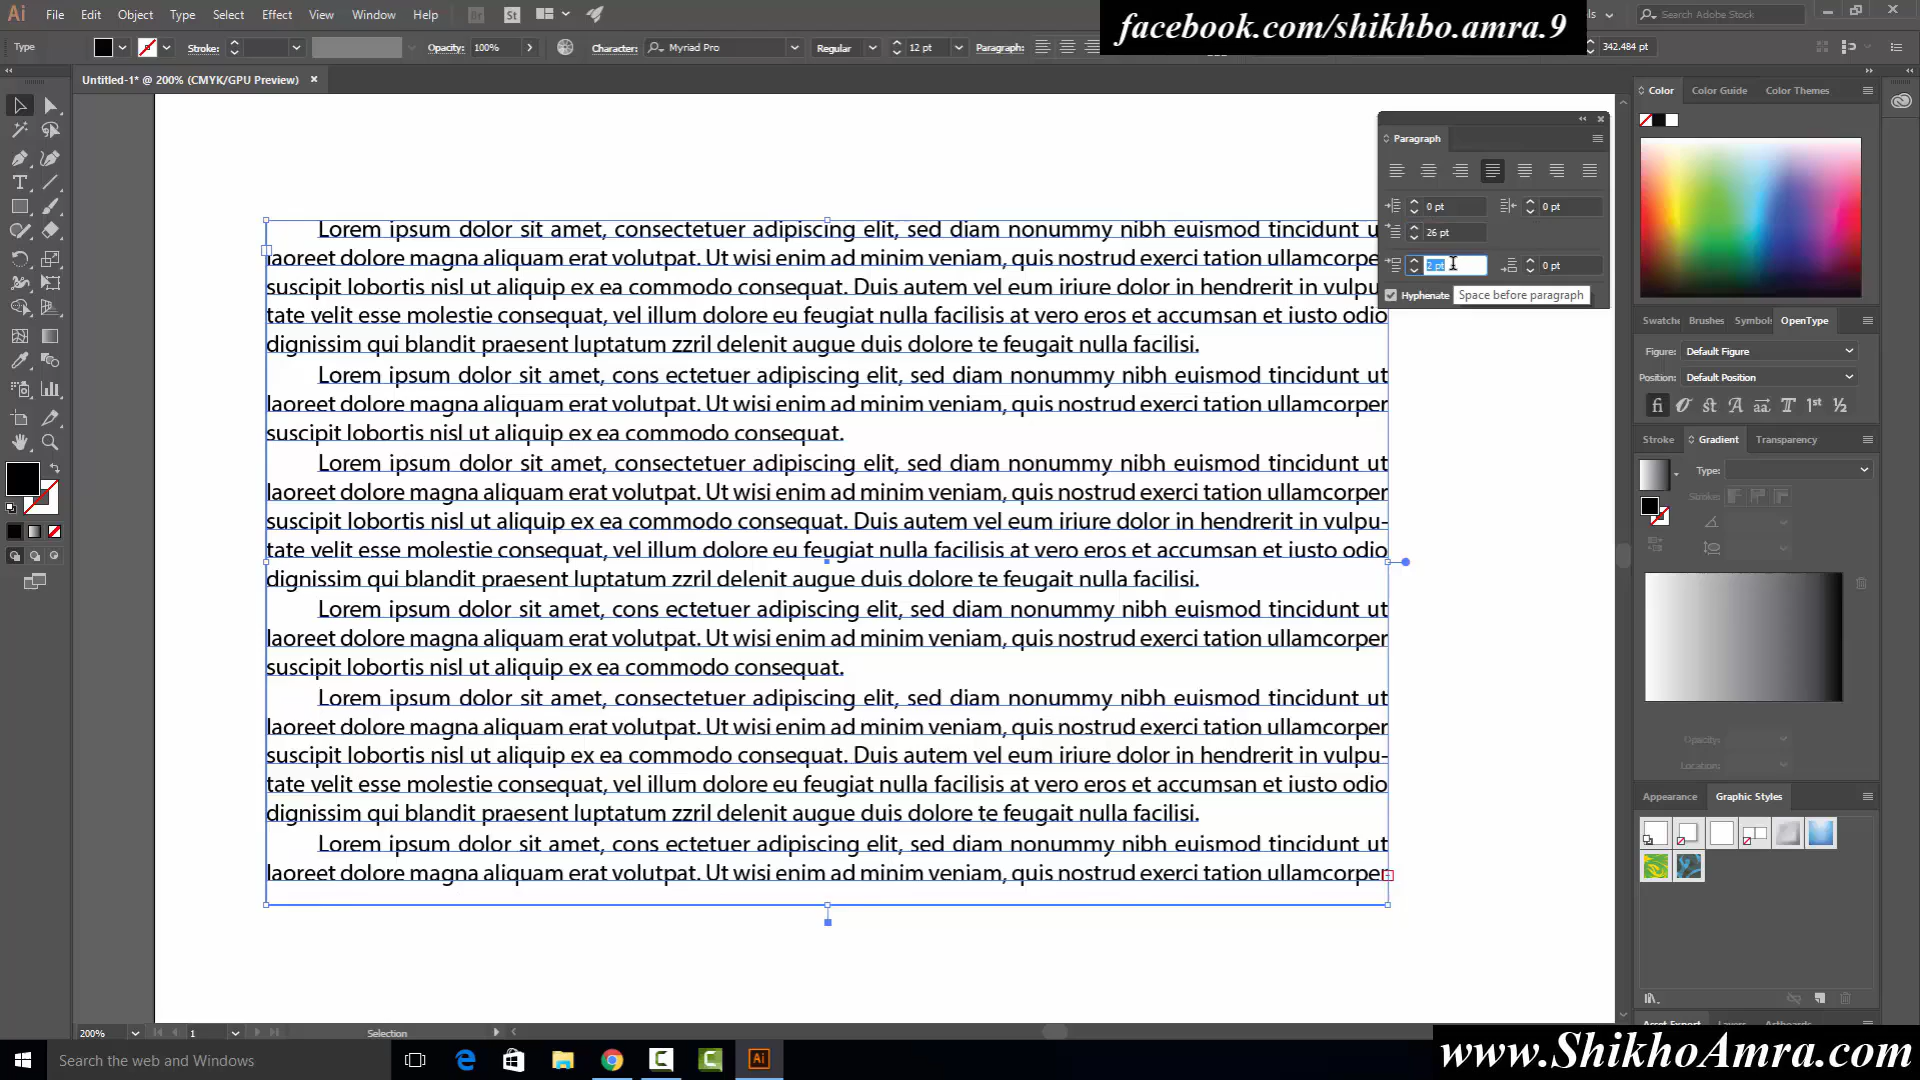 Ai File Edit Object Type Select Effect View Window Help Br St Search Adobe Stock
facebook.com/shikhbo.amra.9
Type Stroke: Opacity: 100% Character: Myriad Pro Regular 12 pt Paragraph: 342.484 pt
Untitled-1* @ 200% (CMYK/GPU Preview)
Color Color Guide Color Themes
Paragraph
0 pt 0 pt
26 pt
2 pt 0 pt
Hyphenate Space before paragraph
Lorem ipsum dolor sit amet, consectetuer adipiscing elit, sed diam nonummy nibh euismod tincidunt u
laoreet dolore magna aliquam erat volutpat. Ut wisi enim ad minim veniam, quis nostrud exerci tation ullamcorpe
suscipit lobortis nisl ut aliquip ex ea commodo consequat. Duis autem vel eum iriure dolor in hendrerit in vulpu
tate velit esse molestie consequat, vel illum dolore eu feugiat nulla facilisis at vero eros et accumsan et iusto odio
dignissim qui blandit praesent luptatum zzril delenit augue duis dolore te feugait nulla facilisi.
Lorem ipsum dolor sit amet, cons ectetuer adipiscing elit, sed diam nonummy nibh euismod tincidunt ut
laoreet dolore magna aliquam erat volutpat. Ut wisi enim ad minim veniam, quis nostrud exerci tation ullamcorper
suscipit lobortis nisl ut aliquip ex ea commodo consequat.
Lorem ipsum dolor sit amet, consectetuer adipiscing elit, sed diam nonummy nibh euismod tincidunt ut
laoreet dolore magna aliquam erat volutpat. Ut wisi enim ad minim veniam, quis nostrud exerci tation ullamcorper
suscipit lobortis nisl ut aliquip ex ea commodo consequat. Duis autem vel eum iriure dolor in hendrerit in vulpu-
tate velit esse molestie consequat, vel illum dolore eu feugiat nulla facilisis at vero eros et accumsan et iusto odio
dignissim qui blandit praesent luptatum zzril delenit augue duis dolore te feugait nulla facilisi.
Lorem ipsum dolor sit amet, cons ectetuer adipiscing elit, sed diam nonummy nibh euismod tincidunt ut
laoreet dolore magna aliquam erat volutpat. Ut wisi enim ad minim veniam, quis nostrud exerci tation ullamcorper
suscipit lobortis nisl ut aliquip ex ea commodo consequat.
Lorem ipsum dolor sit amet, consectetuer adipiscing elit, sed diam nonummy nibh euismod tincidunt ut
laoreet dolore magna aliquam erat volutpat. Ut wisi enim ad minim veniam, quis nostrud exerci tation ullamcorper
suscipit lobortis nisl ut aliquip ex ea commodo consequat. Duis autem vel eum iriure dolor in hendrerit in vulpu-
tate velit esse molestie consequat, vel illum dolore eu feugiat nulla facilisis at vero eros et accumsan et iusto odio
dignissim qui blandit praesent luptatum zzril delenit augue duis dolore te feugait nulla facilisi.
Lorem ipsum dolor sit amet, cons ectetuer adipiscing elit, sed diam nonummy nibh euismod tincidunt ut
laoreet dolore magna aliquam erat volutpat. Ut wisi enim ad minim veniam, quis nostrud exerci tation ullamcorper
Swatche Brushes Symbols OpenType
Figure: Default Figure
Position: Default Position
Stroke Gradient Transparency
Type:
Stroke:
Opacity:
Location:
Appearance Graphic Styles
200% 1 Selection
Asset Export Layers Artboards
Search the web and Windows
www.ShikhoAmra.com